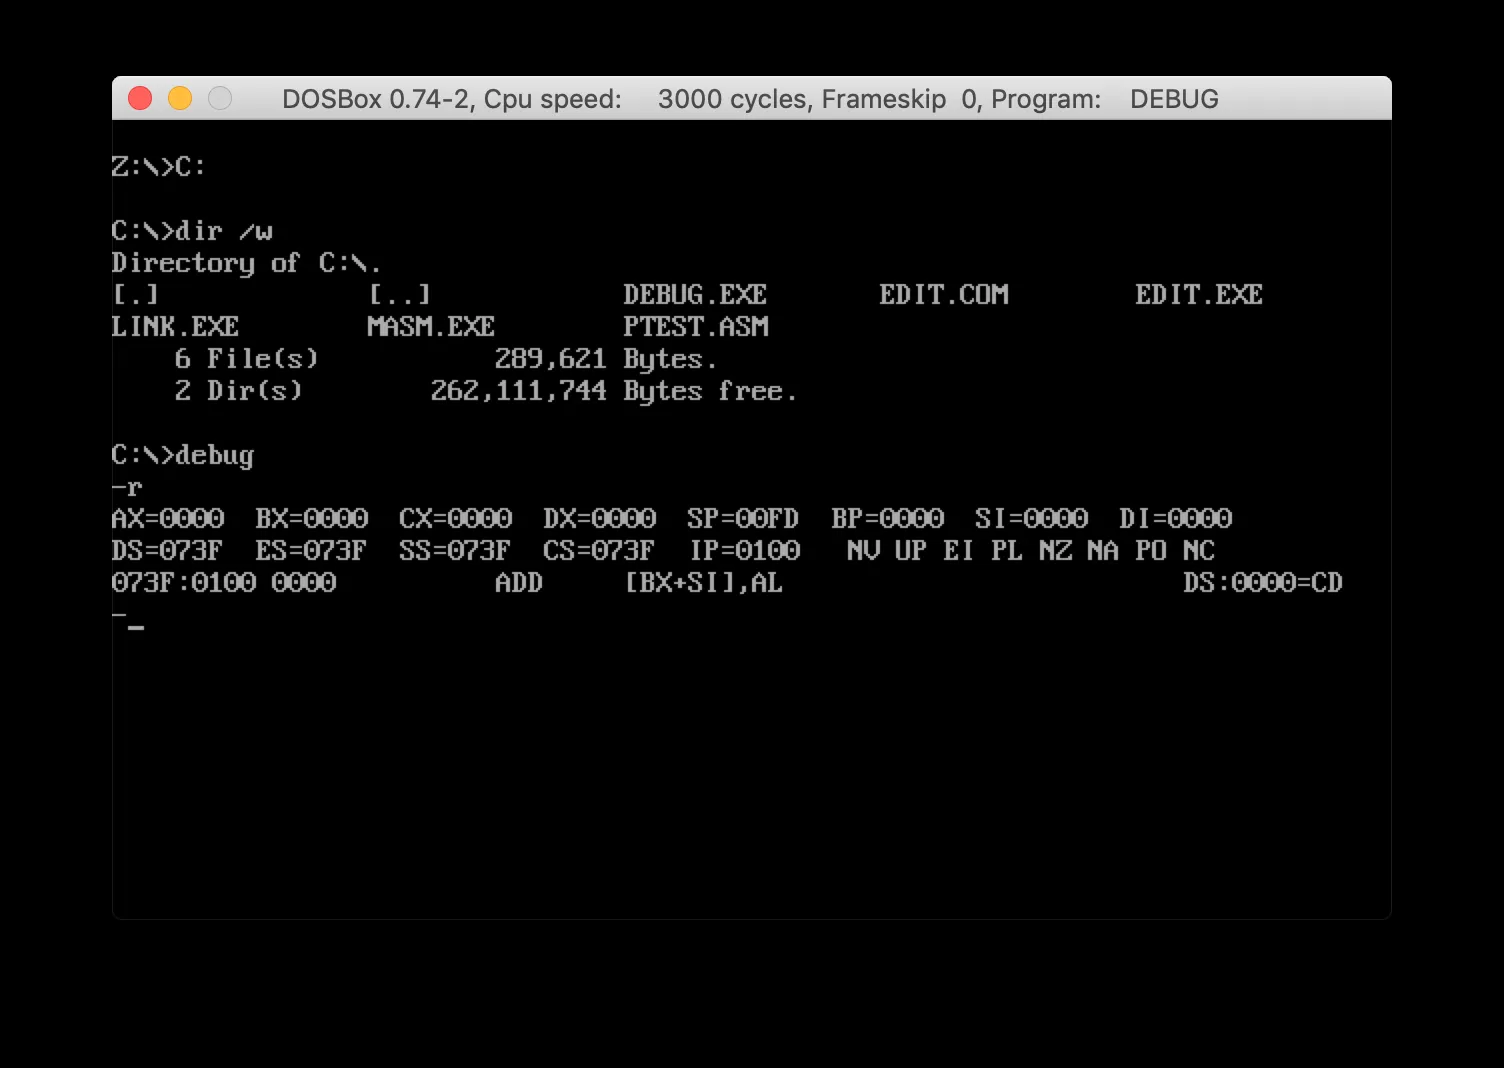 DOSBox 0.74-2, Cpu speed: 3000 cycles, Frameskip 0, Program: DEBUG
Z:\>C:
C:\>dir /w
Directory of C:\.
[.] [..] DEBUG.EXE EDIT.COM EDIT.EXE
LINK.EXE MASM.EXE PTEST.ASM
6 File(s) 289,621 Bytes.
2 Dir(s) 262,111,744 Bytes free.
C:\>debug
-r
AX=0000 BX=0000 CX=0000 DX=0000 SP=00FD BP=0000 SI=0000 DI=0000
DS=073F ES=073F SS=073F CS=073F IP=0100 NV UP EI PL NZ NA PO NC
073F:0100 0000 ADD [BX+SI],AL DS:0000=CD
-_